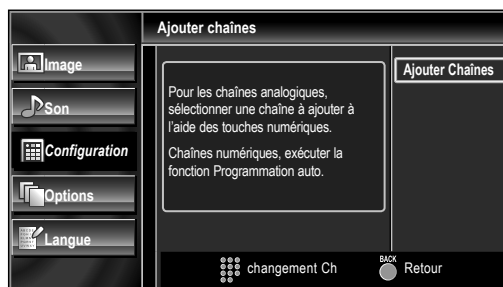 Ajouter chaînes
Image
Son
Configuration
Options
Langue
Pour les chaînes analogiques,
sélectionner une chaîne à ajouter à
l'aide des touches numériques.
Chaînes numériques, exécuter la
fonction Programmation auto.
Ajouter Chaînes
changement Ch
BACK
Retour